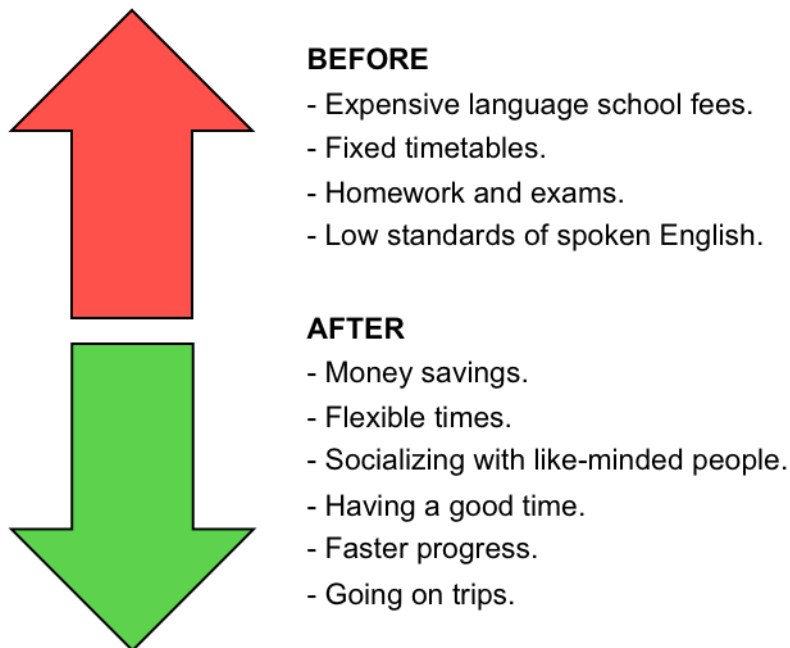 BEFORE
- Expensive language school fees.
- Fixed timetables.
- Homework and exams.
- Low standards of spoken English.
AFTER
- Money savings.
- Flexible times.
- Socializing with like-minded people.
- Having a good time.
- Faster progress.
- Going on trips.